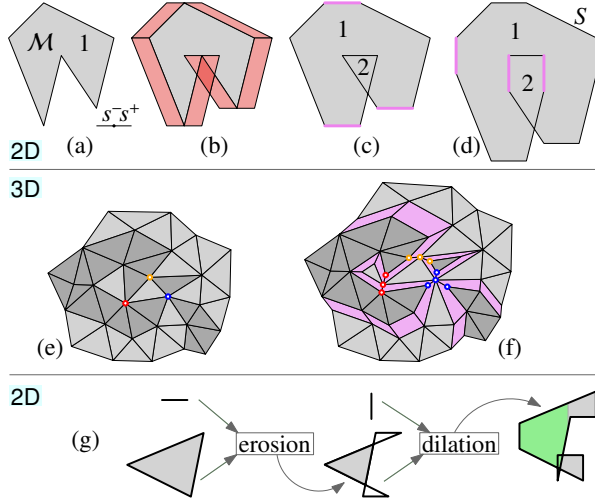 M 1
s⁻ s⁺
1
2
1
S
2
2D (a) (b) (c) (d)
3D
(e) (f)
2D
(g) erosion dilation